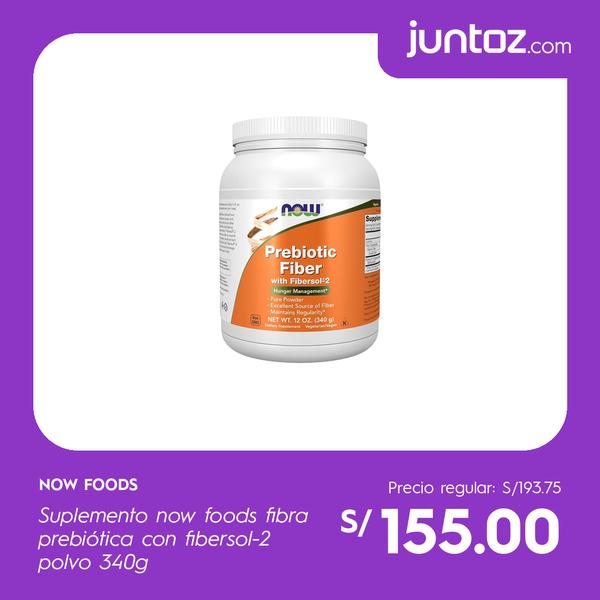 juntoz.com
now
Prebiotic
Fiber
with Fibersol®-2
Hunger Management*
- Pure Powder
- Excellent Source of Fiber
- Maintains Regularity*
NET WT. 12 OZ. (340 g)
Dietary Supplement Vegetarian/Vegan
NOW FOODS
Suplemento now foods fibra
prebiótica con fibersol-2
polvo 340g
Precio regular: S/193.75
S/155.00